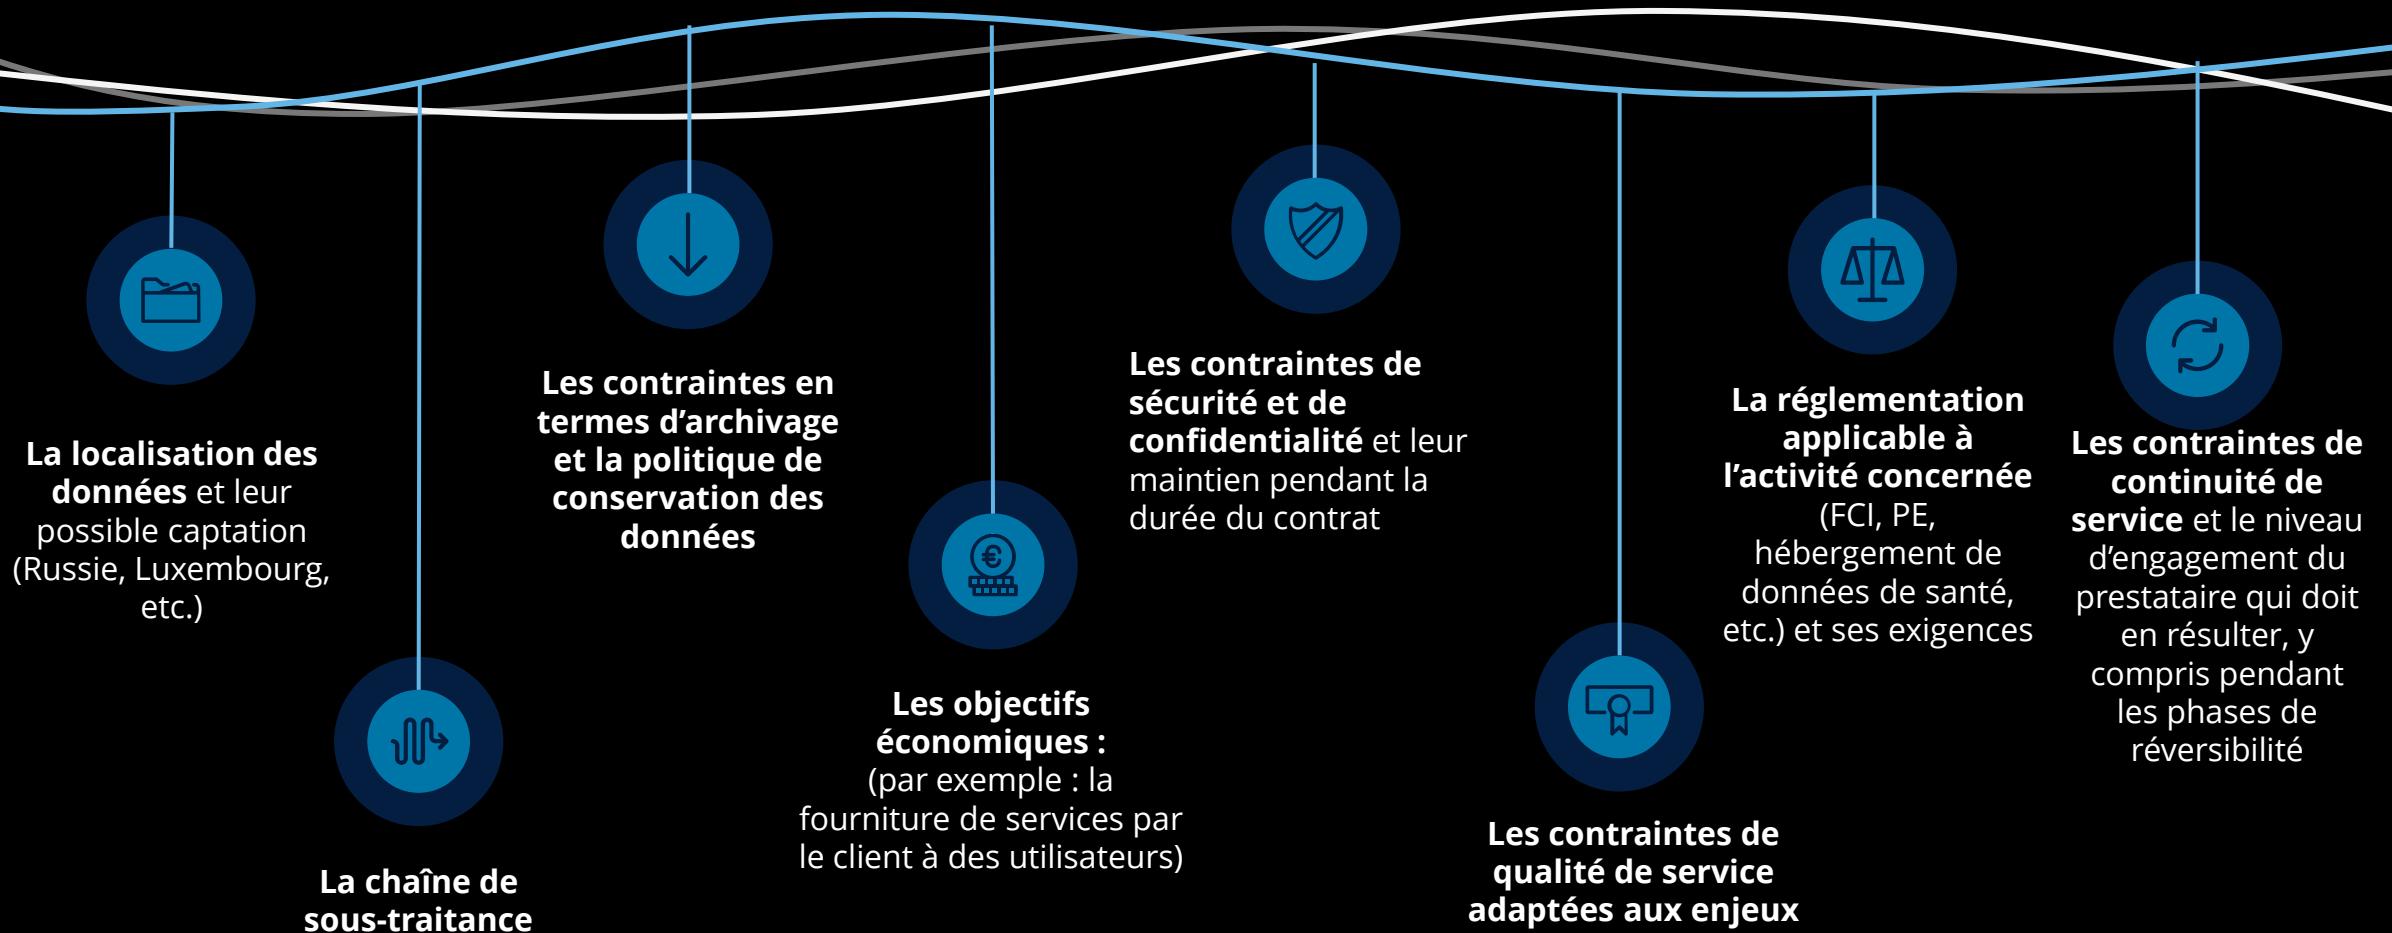 La localisation des
données et leur
possible captation
(Russie, Luxembourg,
etc.)
La chaîne de
sous-traitance
Les contraintes en
termes d’archivage
et la politique de
conservation des
données
Les objectifs
économiques :
(par exemple : la
fourniture de services par
le client à des utilisateurs)
Les contraintes de
sécurité et de
confidentialité et leur
maintien pendant la
durée du contrat
Les contraintes de
qualité de service
adaptées aux enjeux
La réglementation
applicable à
l’activité concernée
(FCI, PE,
hébergement de
données de santé,
etc.) et ses exigences
Les contraintes de
continuité de
service et le niveau
d’engagement du
prestataire qui doit
en résulter, y
compris pendant
les phases de
réversibilité